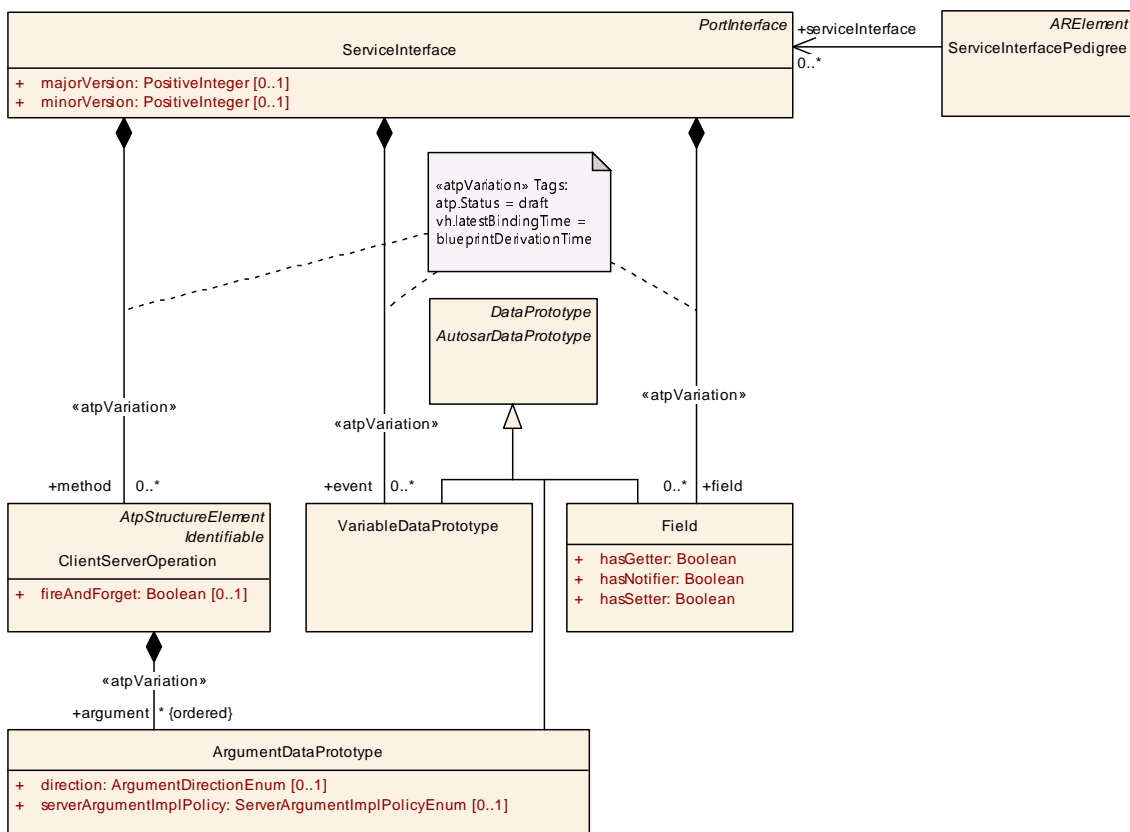 PortInterface
ServiceInterface
+ majorVersion: PositiveInteger [0..1]
+ minorVersion: PositiveInteger [0..1]
+serviceInterface
0..*
ARElement
ServiceInterfacePedigree
«atpVariation» Tags:
atp.Status = draft
vh.latestBindingTime =
blueprintDerivationTime
DataPrototype
AutosarDataPrototype
«atpVariation»
«atpVariation»
«atpVariation»
+method 0..*
+event 0..*
0..* +field
AtpStructureElement
Identifiable
ClientServerOperation
+ fireAndForget: Boolean [0..1]
VariableDataPrototype
Field
+ hasGetter: Boolean
+ hasNotifier: Boolean
+ hasSetter: Boolean
«atpVariation»
+argument * {ordered}
ArgumentDataPrototype
+ direction: ArgumentDirectionEnum [0..1]
+ serverArgumentImplPolicy: ServerArgumentImplPolicyEnum [0..1]